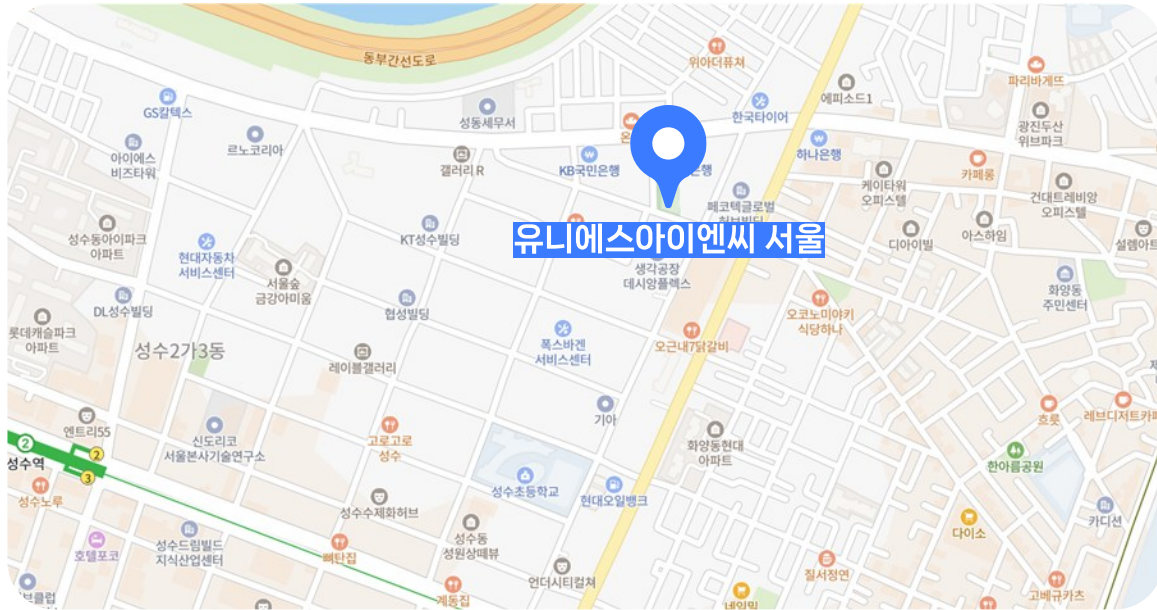 동부간선도로
위아더퓨쳐
파리바게뜨
에피소드1
GS칼텍스
성동세무서
한국타이어
광진두산
위브파크
르노코리아
아이에스
비즈타워
갤러리 R
KB국민은행
은행
하나은행
카페롱
케이타워
오피스텔
건대트레비앙
오피스텔
페코텍글로벌
성수동아이파크
아파트
KT성수빌딩
유니에스아이엔씨 서울
디아이빌
아스하임
현대자동차
서비스센터
생각공장
데시앙플렉스
서울숲
금강아미움
화양동
주민센터
DL성수빌딩
협성빌딩
오코노미야키
식당하나
롯데캐슬파크
아파트
성수2가3동
폭스바겐
서비스센터
오근내7닭갈비
레이블갤러리
기아
흐릇
레브디저트카페
엔트리55
신도리코
서울본사기술연구소
고로고로
성수
화양동현대
아파트
2
2
3
성수역
한아름공원
성수초등학교
현대오일뱅크
성수노루
성수수제화허브
카디션
다이소
호텔포코
성수드림빌드
지식산업센터
뼈탄집
성수동
청원상떼뷰
언더시티컬쳐
질서정연
계동집
고베규카츠